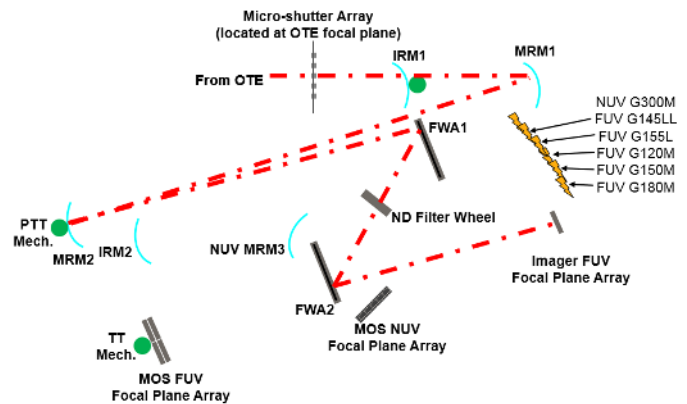 Micro-shutter Array
(located at OTE focal plane)
IRM1
MRM1
From OTE
NUV G300M
FUV G145LL
FUV G155L
FUV G120M
FUV G150M
FUV G180M
FWA1
ND Filter Wheel
PTT
Mech.
MRM2
IRM2
NUV MRM3
Imager FUV
Focal Plane Array
FWA2
MOS NUV
Focal Plane Array
TT
Mech.
MOS FUV
Focal Plane Array